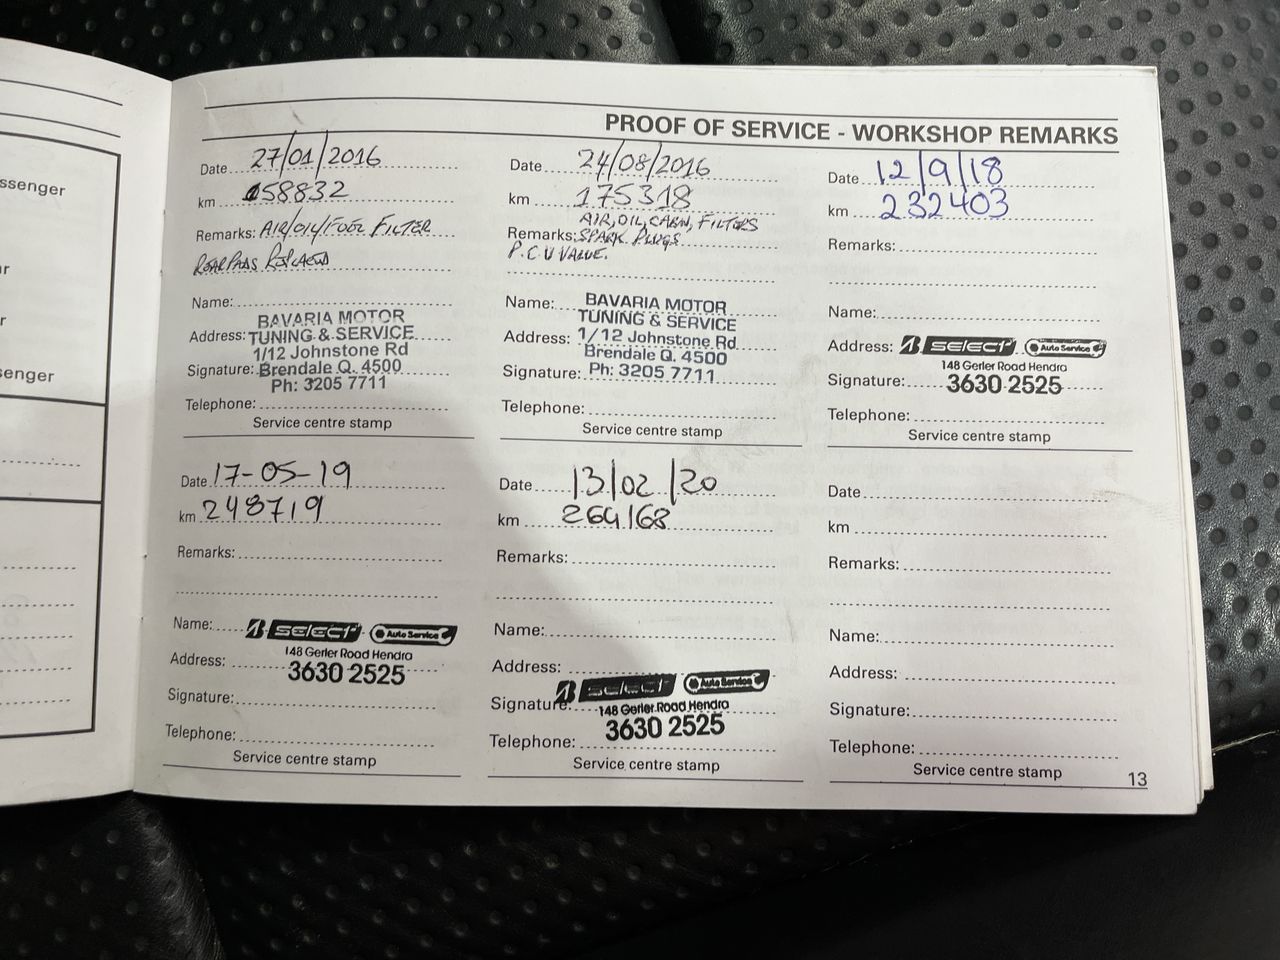 ssenger
r
r
senger
PROOF OF SERVICE - WORKSHOP REMARKS
Date 27/01/2016
km 158832
Remarks: AIR/OIL/FUEL FILTER
REAR PADS REPLACED
Name:
Address:
BAVARIA MOTOR
TUNING & SERVICE
1/12 Johnstone Rd
Signature: Brendale Q. 4500
Ph: 3205 7711
Telephone:
Service centre stamp
Date 24/08/2016
km 175318
AIR, OIL, CABIN, FILTERS
Remarks: SPARK PLUGS
P.C.V VALVE.
Name: BAVARIA MOTOR
TUNING & SERVICE
Address: 1/12 Johnstone Rd
Brendale Q. 4500
Signature: Ph: 3205 7711
Telephone:
Service centre stamp
Date 12/9/18
km 232403
Remarks:
Name:
Address: B SELECT Auto Service
148 Gerler Road Hendra
Signature: 3630 2525
Telephone:
Service centre stamp
Date 17-05-19
km 248719
Remarks:
Name: B SELECT Auto Service
148 Gerler Road Hendra
Address: 3630 2525
Signature:
Telephone:
Service centre stamp
Date 13/02/20
km 264168
Remarks:
Name:
Address:
B SELECT Auto Service
Signature: 148 Gerler Road Hendra
3630 2525
Telephone:
Service centre stamp
Date
km
Remarks:
Name:
Address:
Signature:
Telephone:
Service centre stamp
13